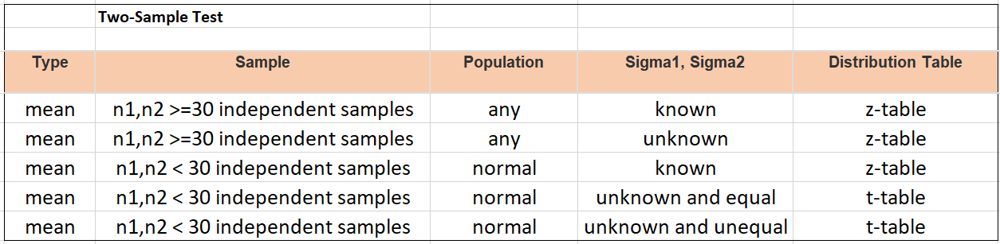 Two-Sample Test
Type Sample Population Sigma1, Sigma2 Distribution Table
mean n1,n2 >=30 independent samples any known z-table
mean n1,n2 >=30 independent samples any unknown z-table
mean n1,n2 < 30 independent samples normal known z-table
mean n1,n2 < 30 independent samples normal unknown and equal t-table
mean n1,n2 < 30 independent samples normal unknown and unequal t-table